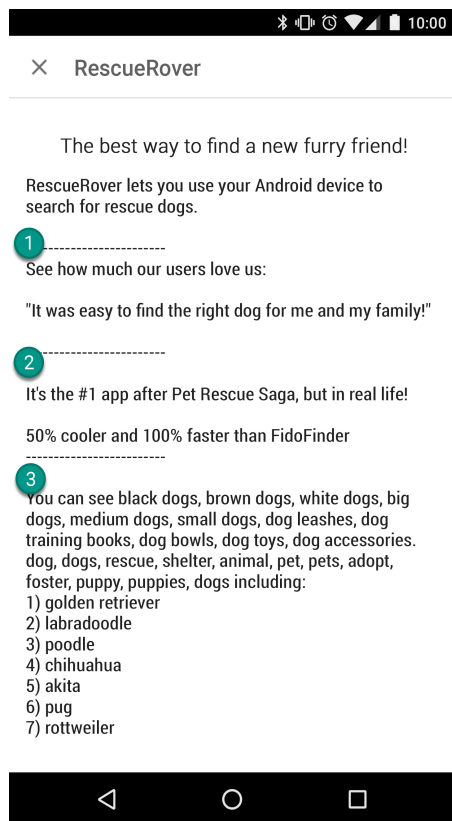 10:00
RescueRover
The best way to find a new furry friend!
RescueRover lets you use your Android device to
search for rescue dogs.
1 ----------------------
See how much our users love us:
"It was easy to find the right dog for me and my family!"
----------------------
2
It's the #1 app after Pet Rescue Saga, but in real life!
50% cooler and 100% faster than FidoFinder
-------------------------
3
You can see black dogs, brown dogs, white dogs, big
dogs, medium dogs, small dogs, dog leashes, dog
training books, dog bowls, dog toys, dog accessories.
dog, dogs, rescue, shelter, animal, pet, pets, adopt,
foster, puppy, puppies, dogs including:
1) golden retriever
2) labradoodle
3) poodle
4) chihuahua
5) akita
6) pug
7) rottweiler